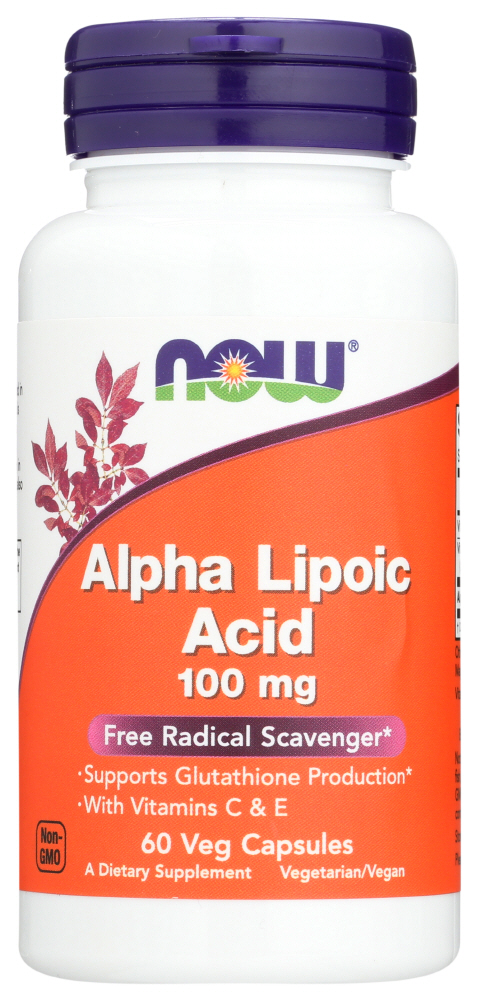 NOW®
Alpha Lipoic
Acid
100 mg
Free Radical Scavenger*
·Supports Glutathione Production*
·With Vitamins C & E
60 Veg Capsules
A Dietary Supplement Vegetarian/Vegan
Non-
GMO